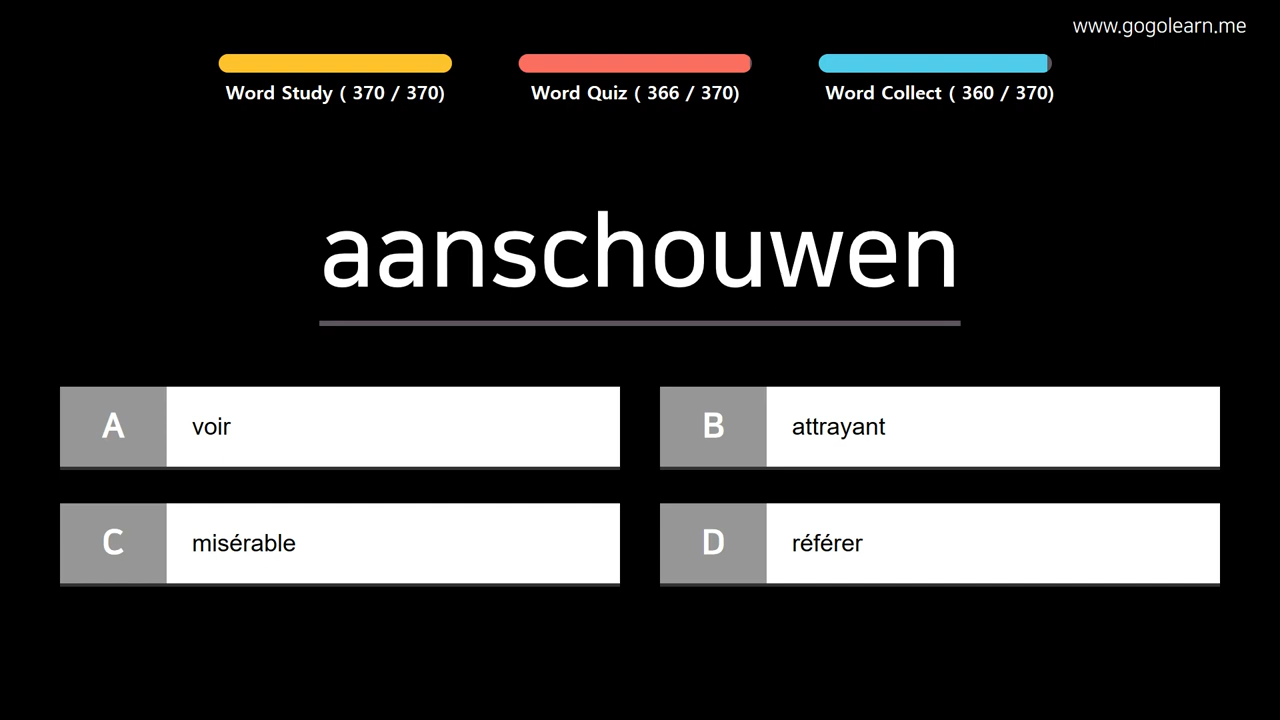 www.gogolearn.me
Word Study ( 370 / 370)
Word Quiz ( 366 / 370)
Word Collect ( 360 / 370)
aanschouwen
A voir
B attrayant
C misérable
D référer